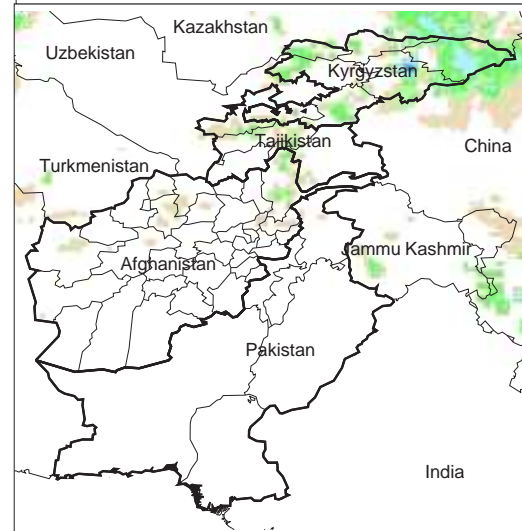 Kazakhstan
Uzbekistan
Kyrgyzstan
Tajikistan
China
Turkmenistan
Jammu Kashmir
Afghanistan
Pakistan
India